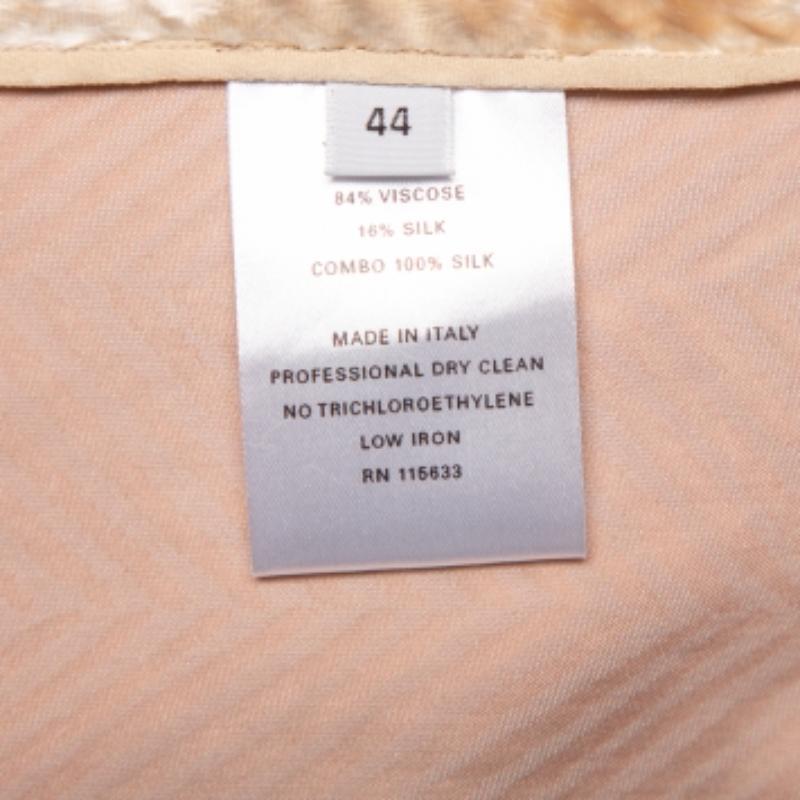 44
84% VISCOSE
16% SILK
COMBO 100% SILK
MADE IN ITALY
PROFESSIONAL DRY CLEAN
NO TRICHLOROETHYLENE
LOW IRON
RN 115633